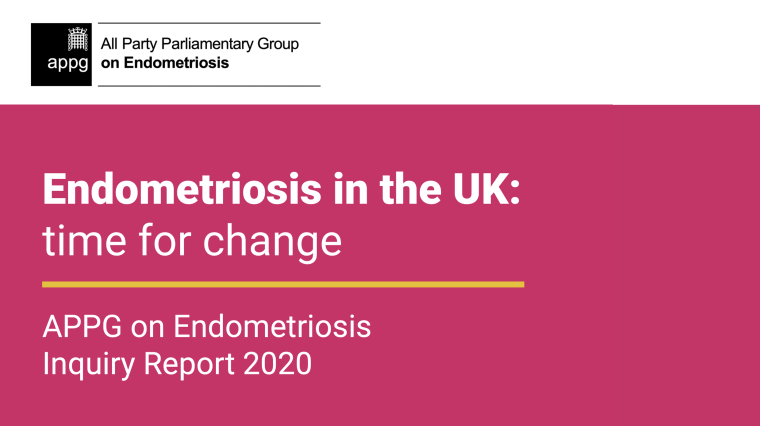 appg
All Party Parliamentary Group
on Endometriosis
Endometriosis in the UK:
time for change
APPG on Endometriosis
Inquiry Report 2020